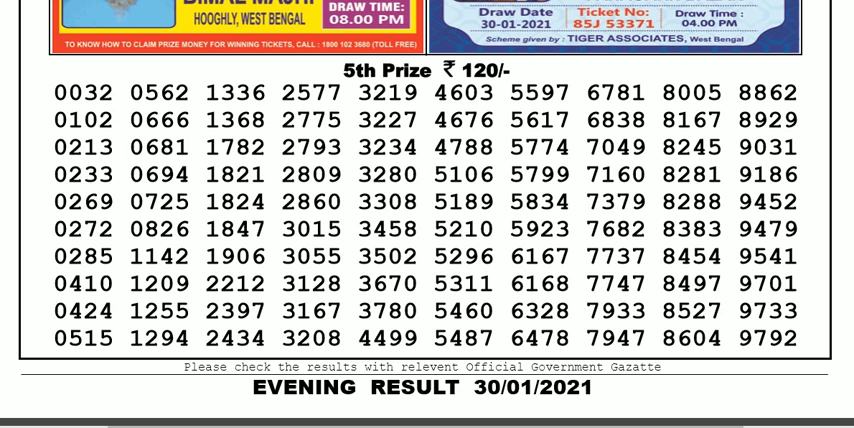 BIMAL MAJHI
HOOGHLY, WEST BENGAL
DRAW TIME:
08.00 PM
TO KNOW HOW TO CLAIM PRIZE MONEY FOR WINNING TICKETS, CALL : 1800 102 3680 (TOLL FREE)
Draw Date
30-01-2021
Ticket No:
85J 53371
Draw Time :
04.00 PM
Scheme given by : TIGER ASSOCIATES, West Bengal
5th Prize ₹ 120/-
0032 0562 1336 2577 3219 4603 5597 6781 8005 8862
0102 0666 1368 2775 3227 4676 5617 6838 8167 8929
0213 0681 1782 2793 3234 4788 5774 7049 8245 9031
0233 0694 1821 2809 3280 5106 5799 7160 8281 9186
0269 0725 1824 2860 3308 5189 5834 7379 8288 9452
0272 0826 1847 3015 3458 5210 5923 7682 8383 9479
0285 1142 1906 3055 3502 5296 6167 7737 8454 9541
0410 1209 2212 3128 3670 5311 6168 7747 8497 9701
0424 1255 2397 3167 3780 5460 6328 7933 8527 9733
0515 1294 2434 3208 4499 5487 6478 7947 8604 9792
Please check the results with relevent Official Government Gazatte
EVENING RESULT 30/01/2021